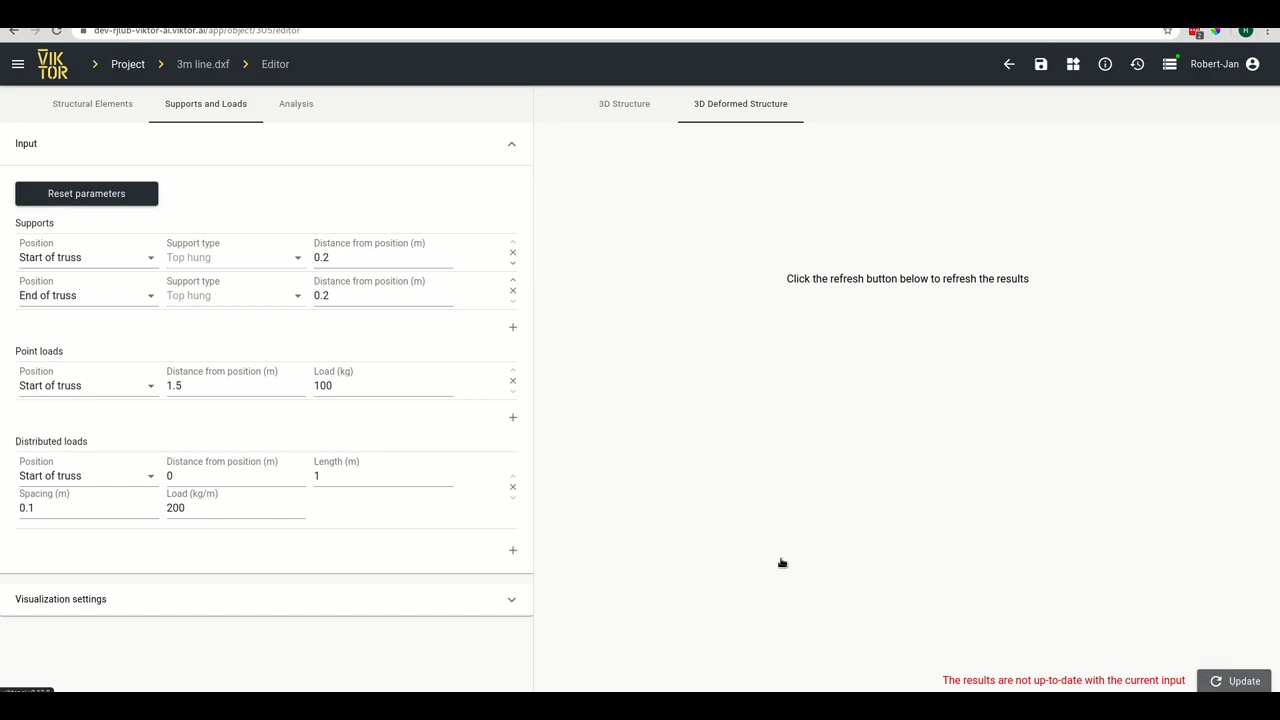 dev-rjlub-viktor-ai.viktor.ai/app/object/305/editor
VIK
TOR
Project
3m line.dxf
Editor
Robert-Jan
Structural Elements
Supports and Loads
Analysis
3D Structure
3D Deformed Structure
Input
Reset parameters
Supports
Position Support type Distance from position (m)
Start of truss Top hung 0.2
Position Support type Distance from position (m)
End of truss Top hung 0.2
Point loads
Position Distance from position (m) Load (kg)
Start of truss 1.5 100
Distributed loads
Position Distance from position (m) Length (m)
Start of truss 0 1
Spacing (m) Load (kg/m)
0.1 200
Visualization settings
Click the refresh button below to refresh the results
The results are not up-to-date with the current input
Update